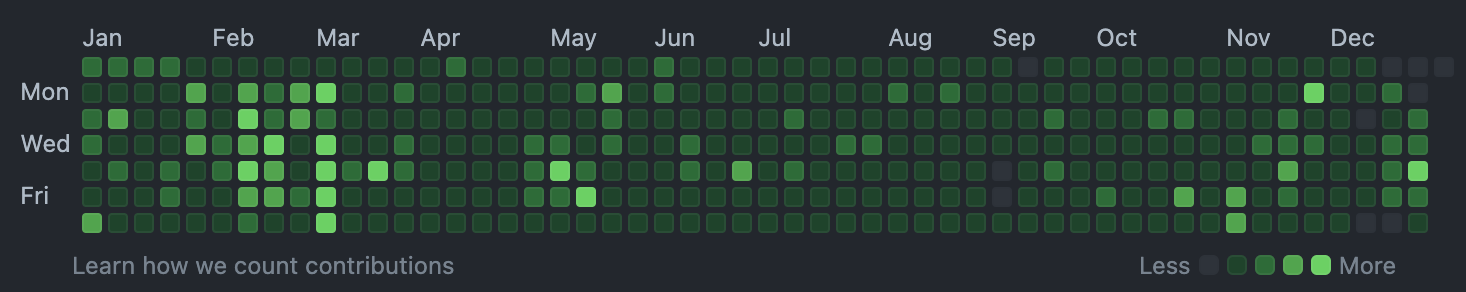 Jan Feb Mar Apr May Jun Jul Aug Sep Oct Nov Dec
Mon
Wed
Fri
Learn how we count contributions Less More